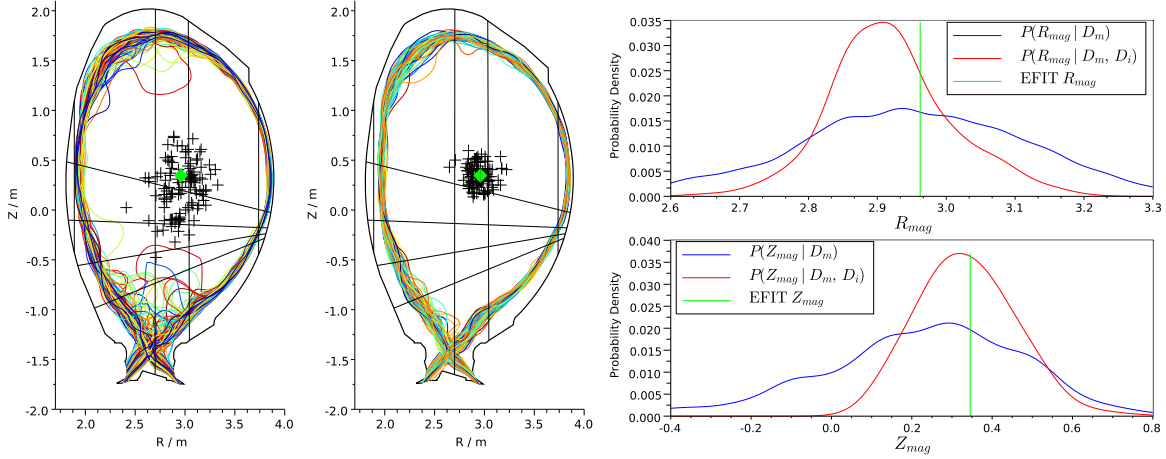 2.0
1.5
1.0
0.5
0.0
-0.5
-1.0
-1.5
-2.0
Z / m
2.0 2.5 3.0 3.5 4.0
R / m
2.0
1.5
1.0
0.5
0.0
-0.5
-1.0
-1.5
-2.0
Z / m
2.0 2.5 3.0 3.5 4.0
R / m
0.035
0.030
0.025
0.020
0.015
0.010
0.005
0.000
Probability Density
P(R_mag | D_m)
P(R_mag | D_m, D_i)
EFIT R_mag
2.6 2.7 2.8 2.9 3.0 3.1 3.2 3.3
R_mag
0.040
0.035
0.030
0.025
0.020
0.015
0.010
0.005
0.000
Probability Density
P(Z_mag | D_m)
P(Z_mag | D_m, D_i)
EFIT Z_mag
-0.4 -0.2 0.0 0.2 0.4 0.6 0.8
Z_mag